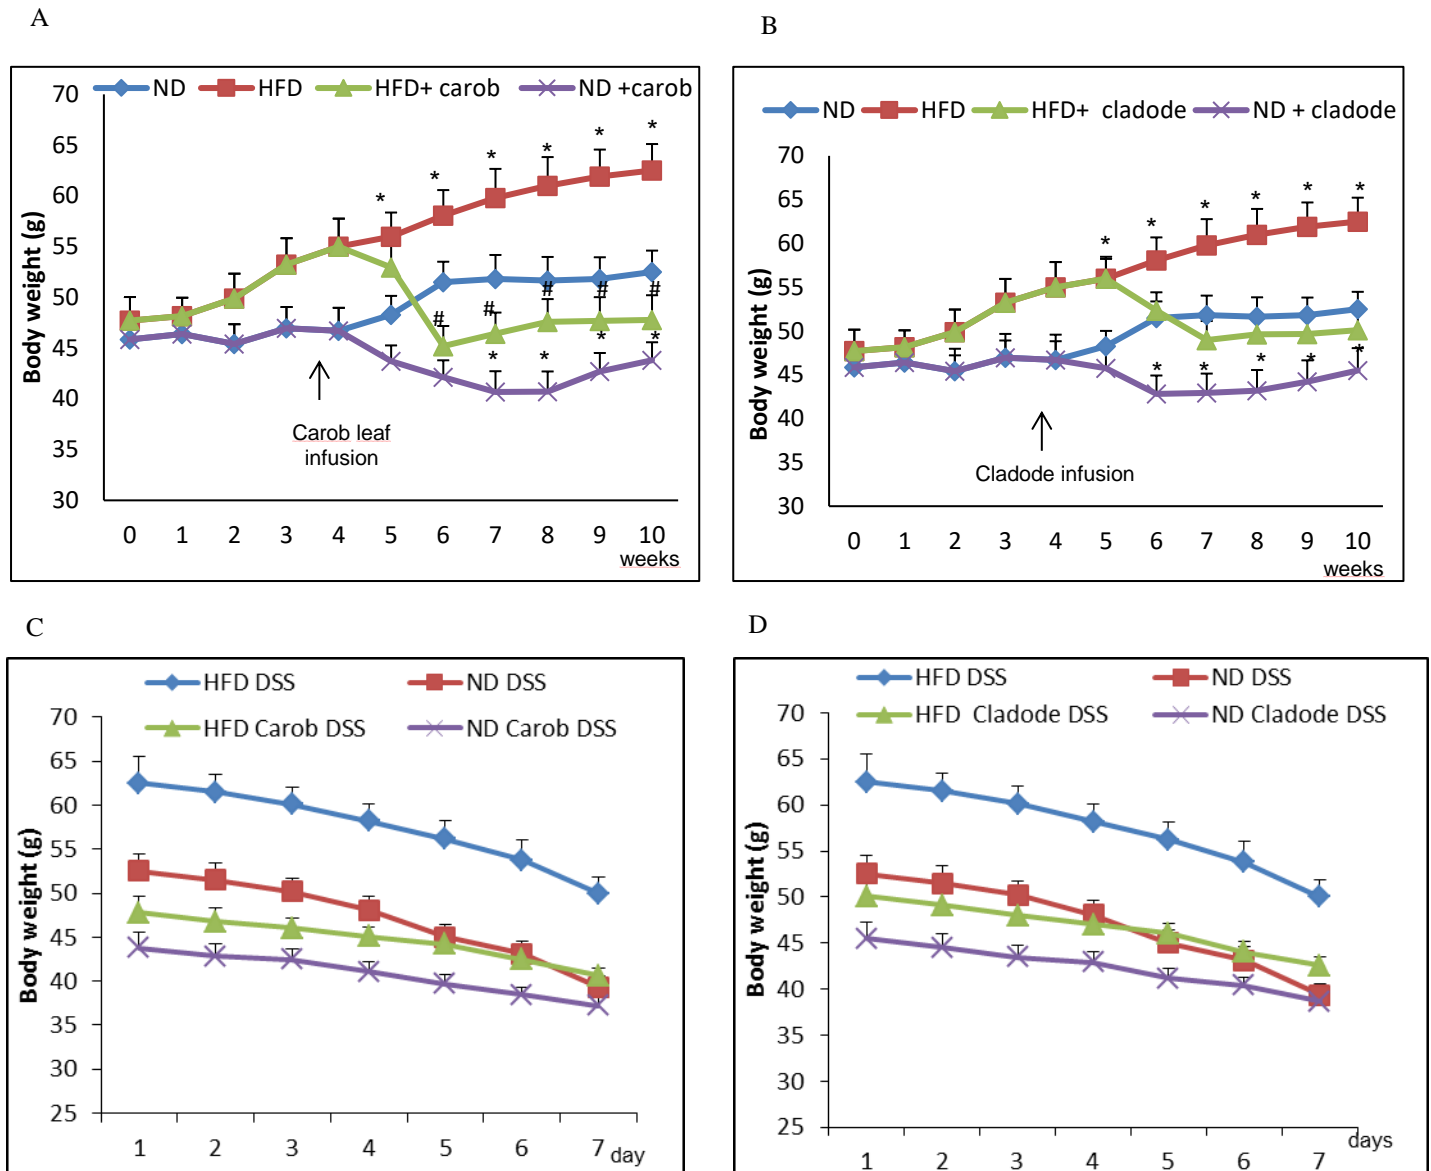 A
ND HFD HFD+ carob ND +carob
70
65
60
55
50
45
40
35
30
Body weight (g)
* * * * * *
# # # # #
* * * *
Carob leaf
infusion
0 1 2 3 4 5 6 7 8 9 10
weeks
B
ND HFD HFD+ cladode ND + cladode
70
65
60
55
50
45
40
35
30
Body weight (g)
* * * * * *
* * * * *
Cladode infusion
0 1 2 3 4 5 6 7 8 9 10
weeks
C
HFD DSS ND DSS
HFD Carob DSS ND Carob DSS
70
65
60
55
50
45
40
35
30
25
Body weight (g)
1 2 3 4 5 6 7 day
D
HFD DSS ND DSS
HFD Cladode DSS ND Cladode DSS
70
65
60
55
50
45
40
35
30
25
Body weight (g)
1 2 3 4 5 6 7 days